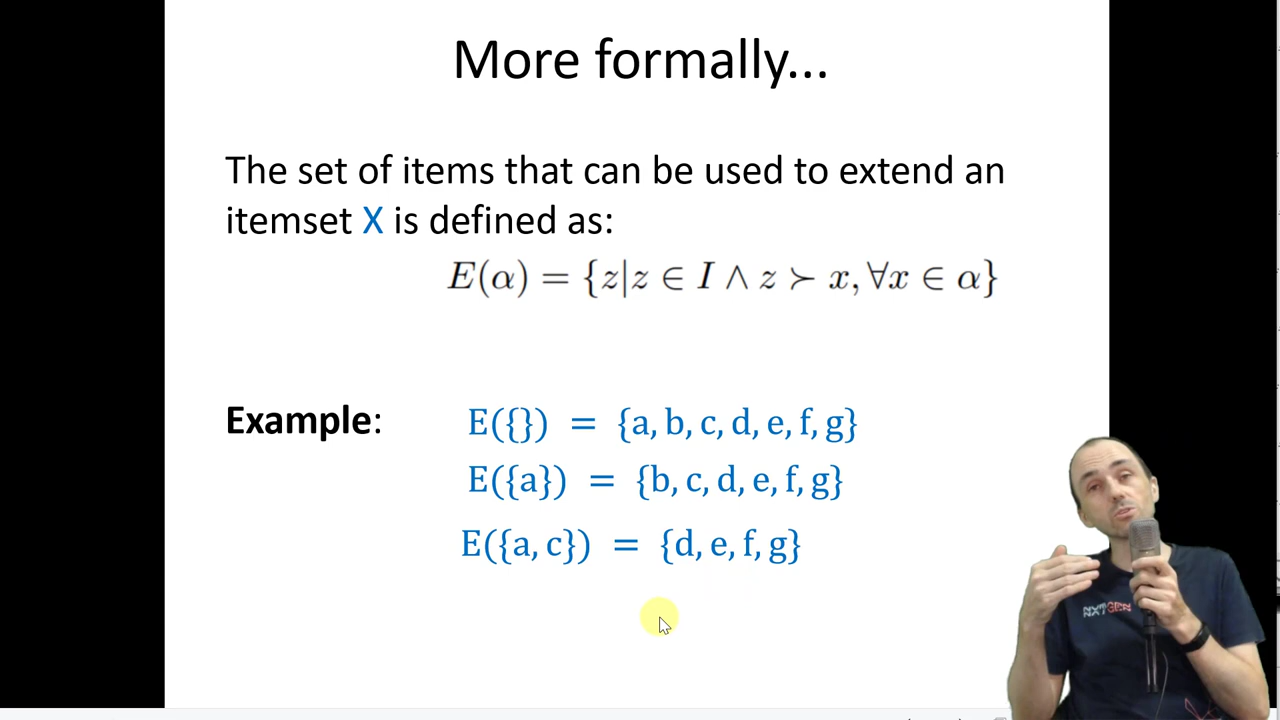 More formally...
The set of items that can be used to extend an
itemset X is defined as:
E(α) = {z|z ∈ I ∧ z ≻ x, ∀x ∈ α}
Example: E({}) = {a, b, c, d, e, f, g}
E({a}) = {b, c, d, e, f, g}
E({a, c}) = {d, e, f, g}